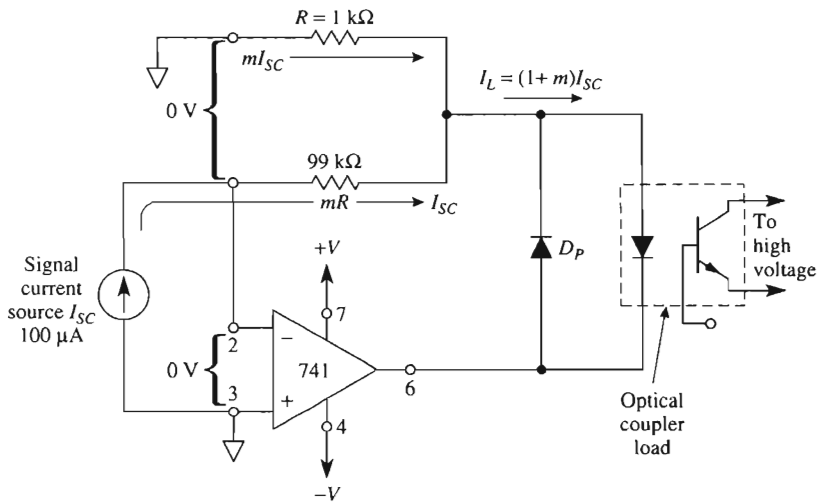 R = 1 kΩ
mI_SC
I_L = (1 + m)I_SC
0 V
99 kΩ
mR
I_SC
+V
D_P
To
high
voltage
Signal
current
source I_SC
100 μA
7
2
−
741
0 V
6
3
+
4
−V
Optical
coupler
load